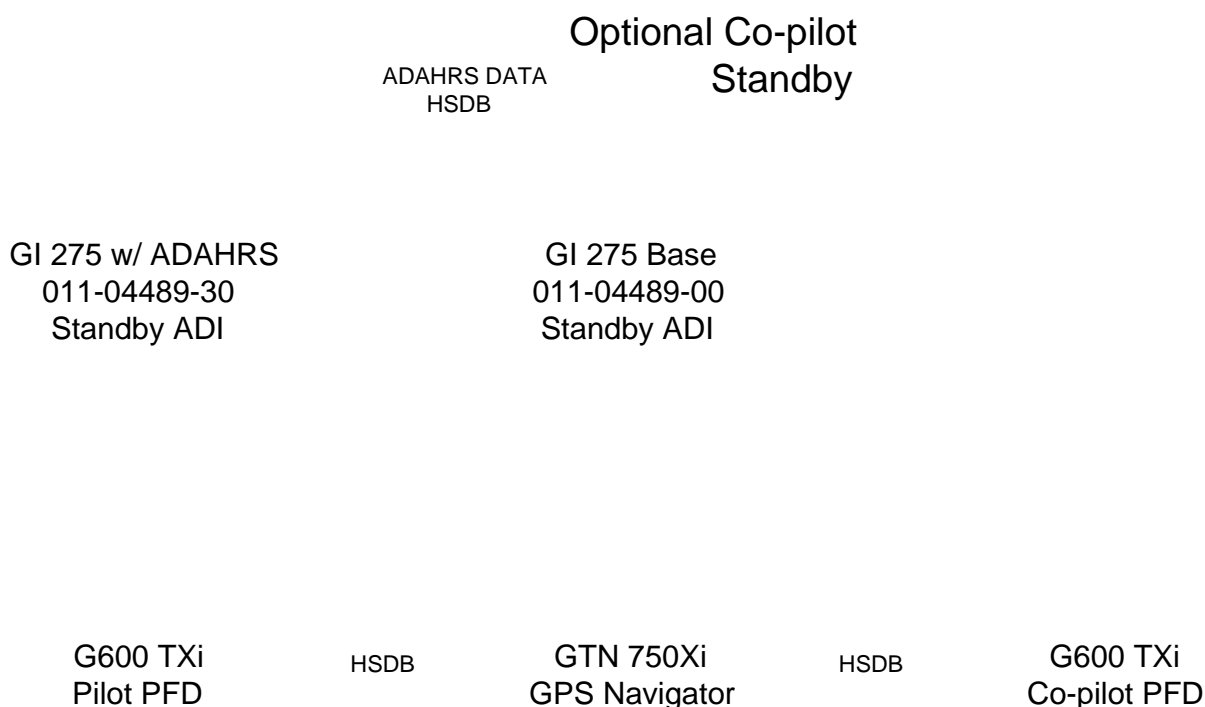 Optional Co-pilot
Standby
ADAHRS DATA
HSDB
GI 275 w/ ADAHRS
011-04489-30
Standby ADI
GI 275 Base
011-04489-00
Standby ADI
G600 TXi
Pilot PFD
HSDB
GTN 750Xi
GPS Navigator
HSDB
G600 TXi
Co-pilot PFD